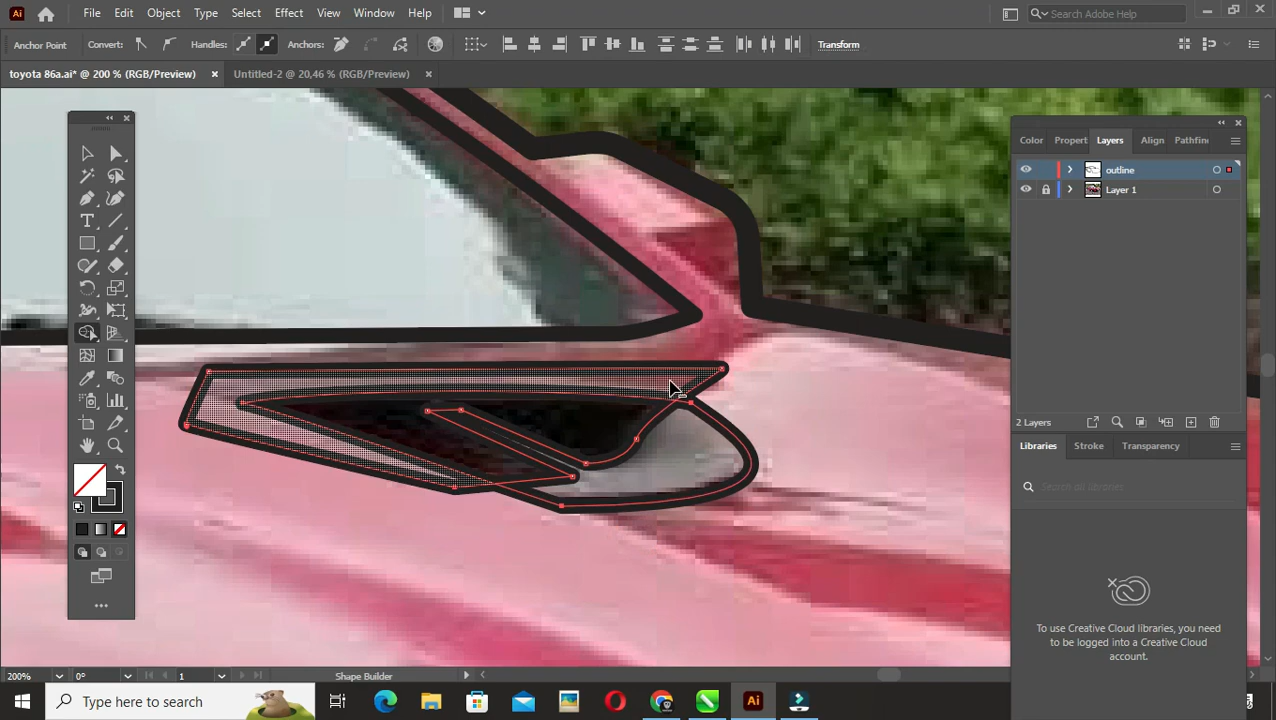 Ai File Edit Object Type Select Effect View Window Help Search Adobe Help
Anchor Point Convert: Handles: Anchors: Transform
toyota 86a.ai* @ 200 % (RGB/Preview) × Untitled-2 @ 20,46 % (RGB/Preview) ×
Color Propert Layers Align Pathfin
outline
Layer 1
2 Layers
Libraries Stroke Transparency
Search all libraries
To use Creative Cloud libraries, you need
to be logged into a Creative Cloud
account.
200% 0° 1 Shape Builder
Type here to search Ai